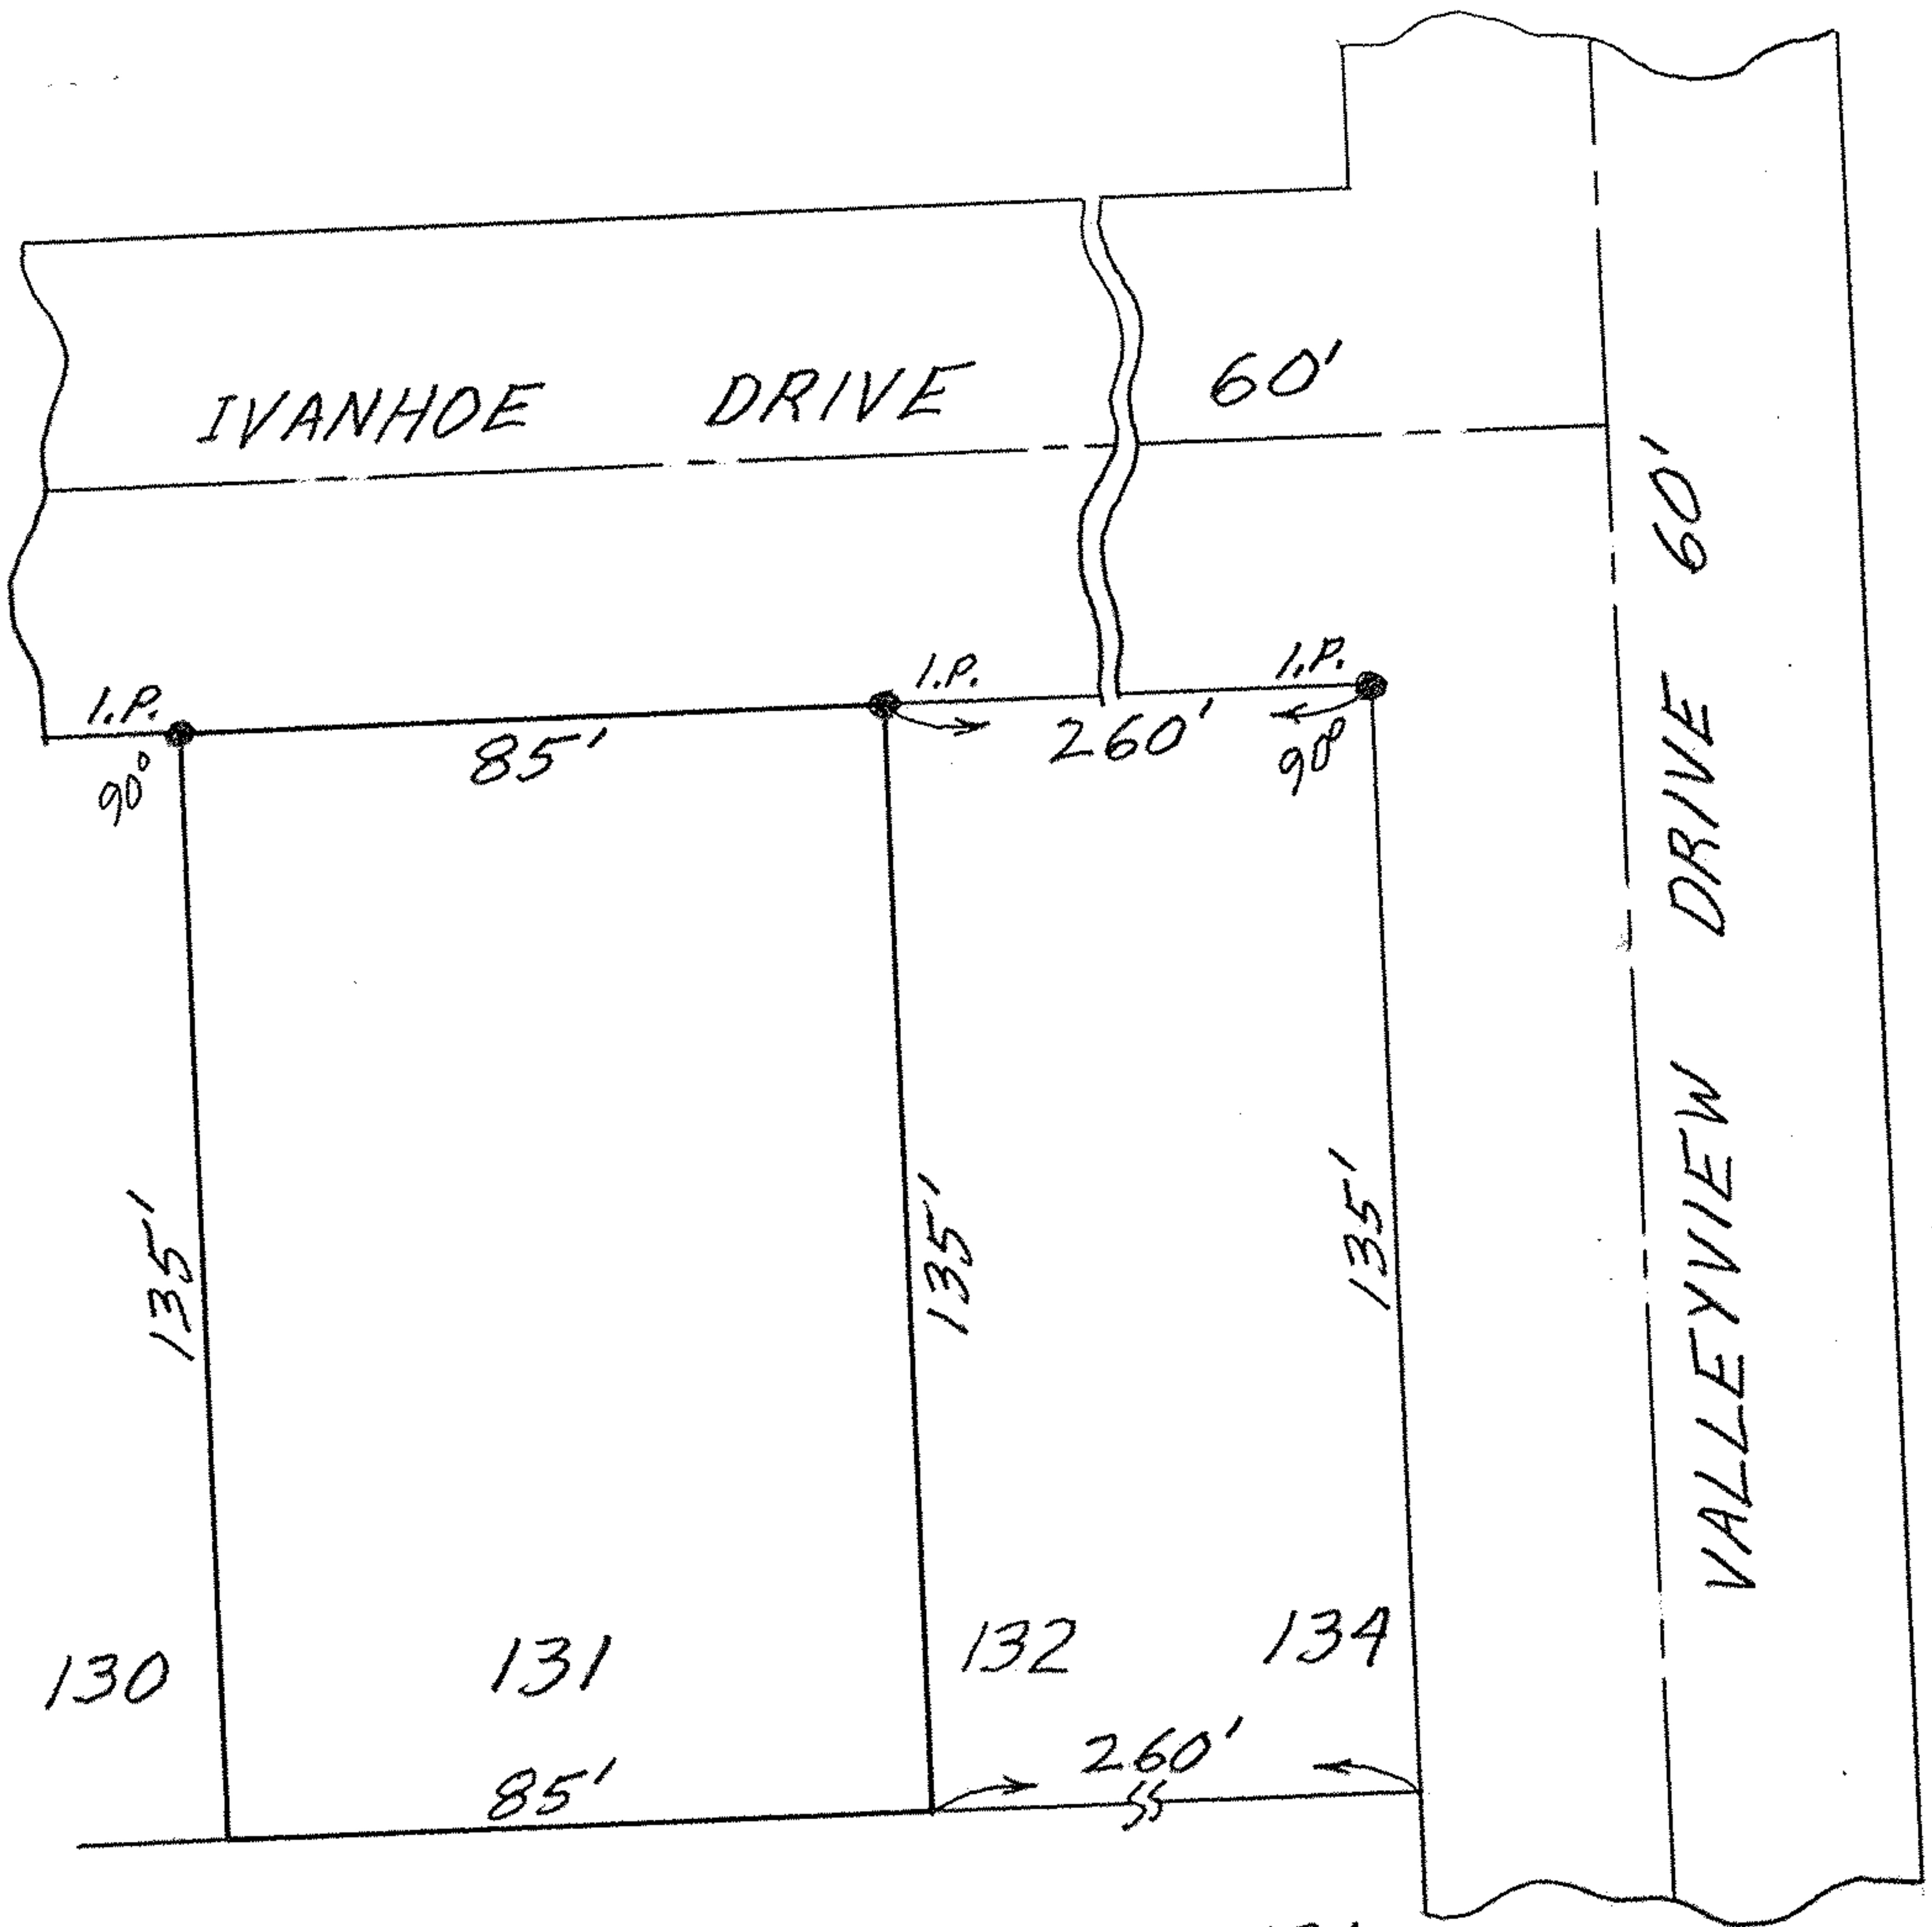 IVANHOE DRIVE 60'
I.P.
I.P.
I.P.
90°
85'
260'
90°
VALLEYVIEW DRIVE 60'
135'
135'
135'
130
131
132
134
85'
260'